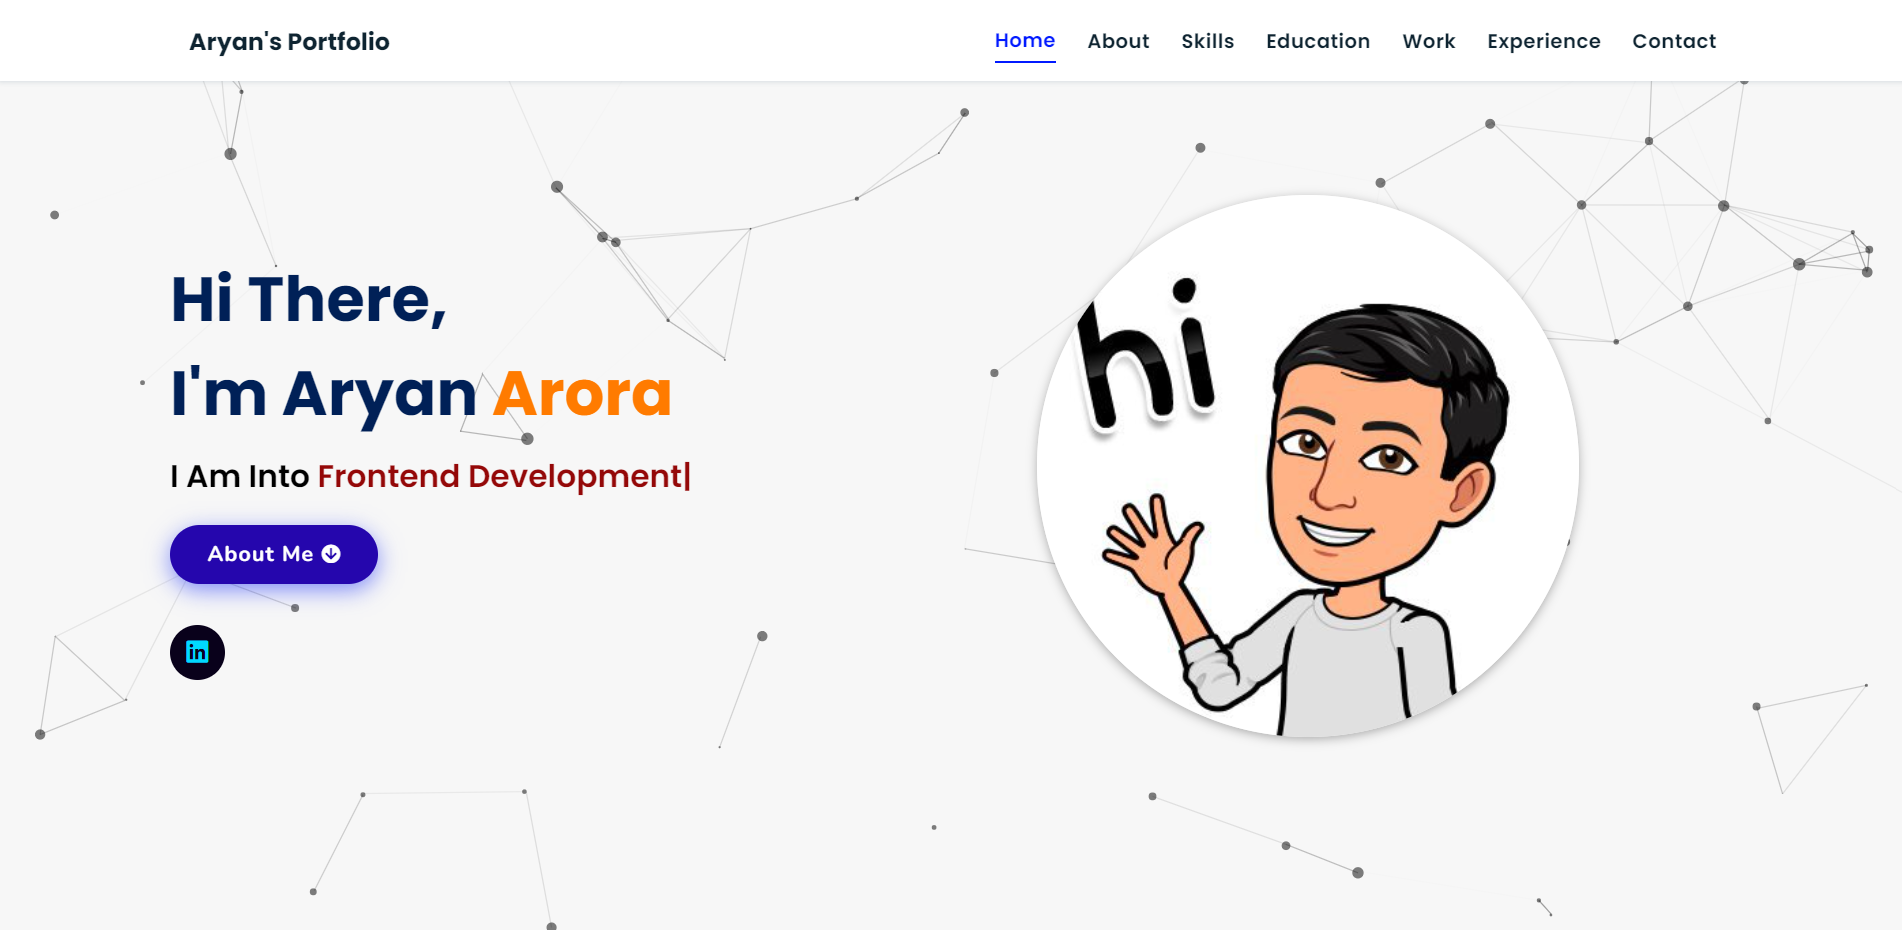 Aryan's Portfolio
Home About Skills Education Work Experience Contact
Hi There,
I'm Aryan Arora
I Am Into Frontend Development|
About Me
in
hi